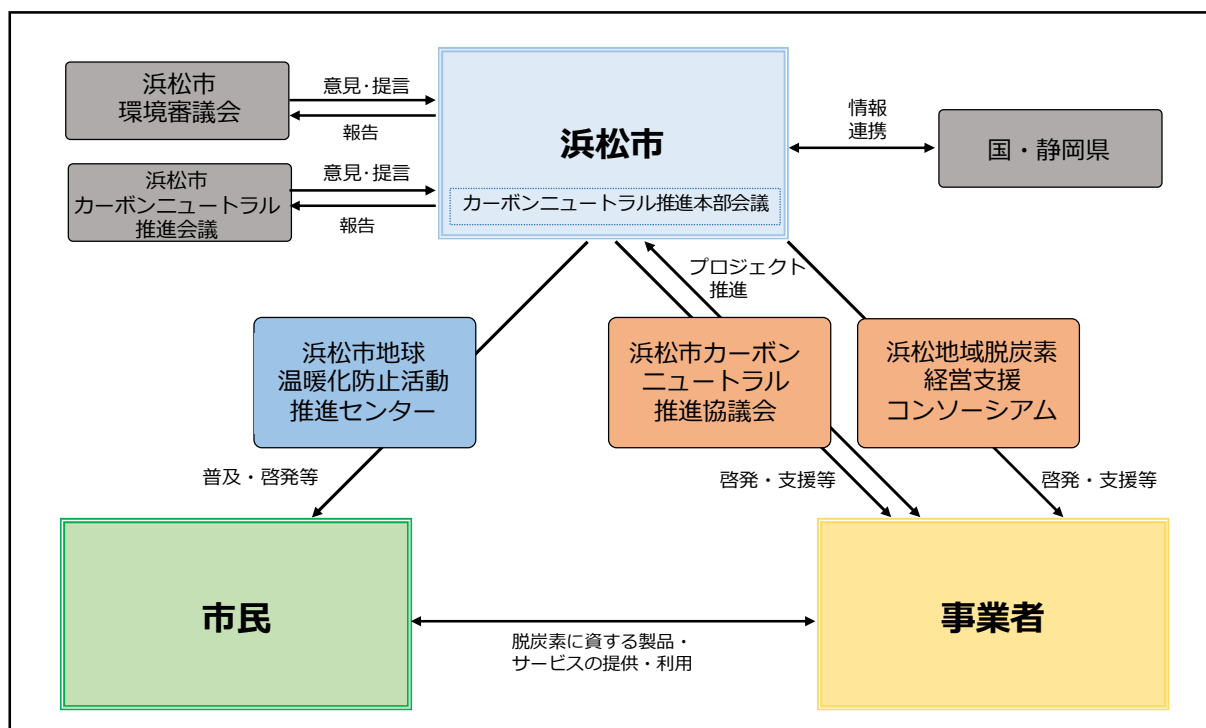 浜松市
環境審議会
意見・提言
報告
浜松市
カーボンニュートラル
推進会議
意見・提言
報告
浜松市
カーボンニュートラル推進本部会議
情報
連携
国・静岡県
プロジェクト
推進
浜松市地球
温暖化防止活動
推進センター
浜松市カーボン
ニュートラル
推進協議会
浜松地域脱炭素
経営支援
コンソーシアム
普及・啓発等
啓発・支援等
啓発・支援等
市民
脱炭素に資する製品・
サービスの提供・利用
事業者